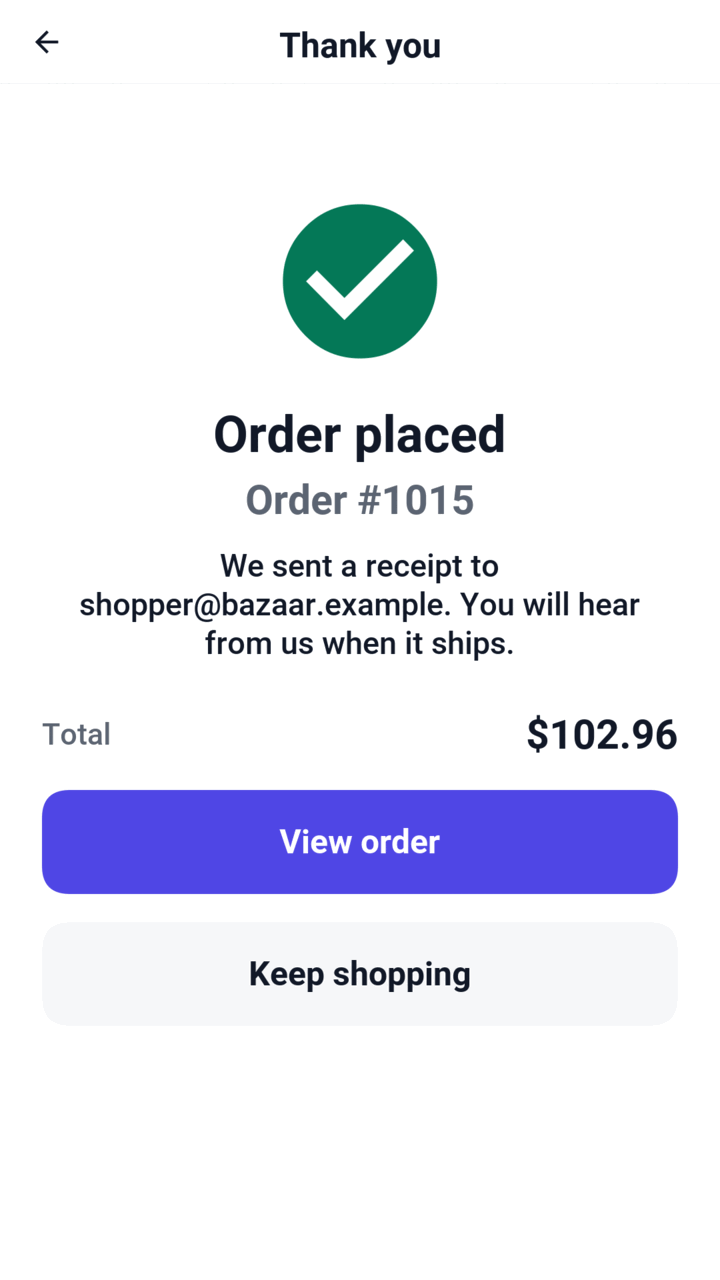 Thank you
Order placed
Order #1015
We sent a receipt to
shopper@bazaar.example. You will hear
from us when it ships.
Total $102.96
View order
Keep shopping